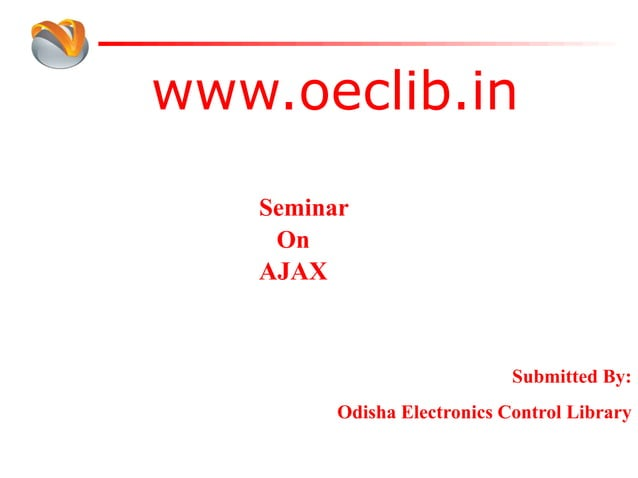 www.oeclib.in
Seminar
On
AJAX
Submitted By:
Odisha Electronics Control Library